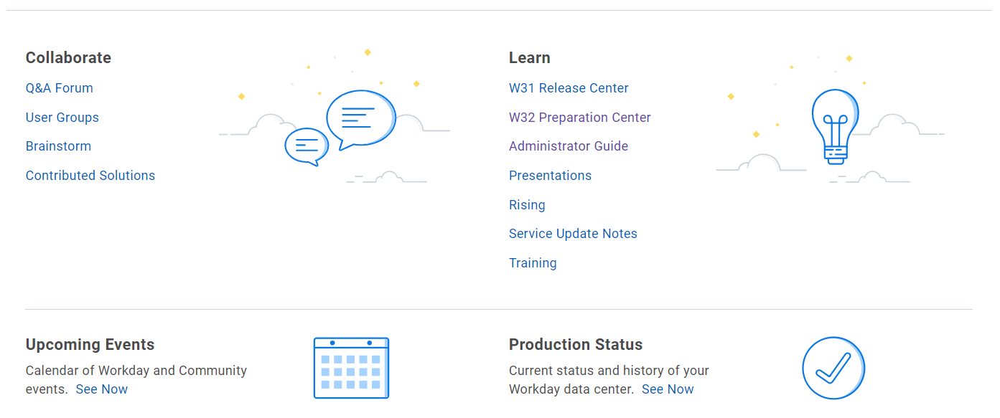 Collaborate
Q&A Forum
User Groups
Brainstorm
Contributed Solutions
Learn
W31 Release Center
W32 Preparation Center
Administrator Guide
Presentations
Rising
Service Update Notes
Training
Upcoming Events
Calendar of Workday and Community
events. See Now
Production Status
Current status and history of your
Workday data center. See Now